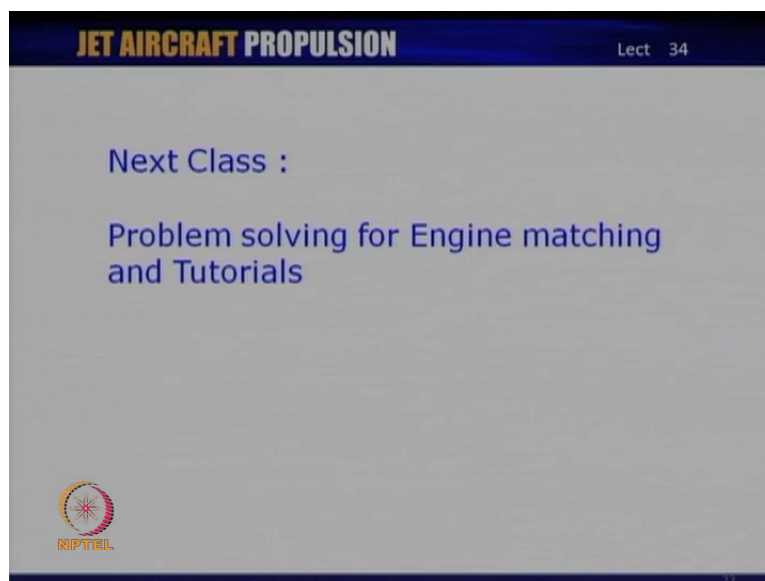 JET AIRCRAFT PROPULSION
Lect 34
Next Class :
Problem solving for Engine matching
and Tutorials
NPTEL